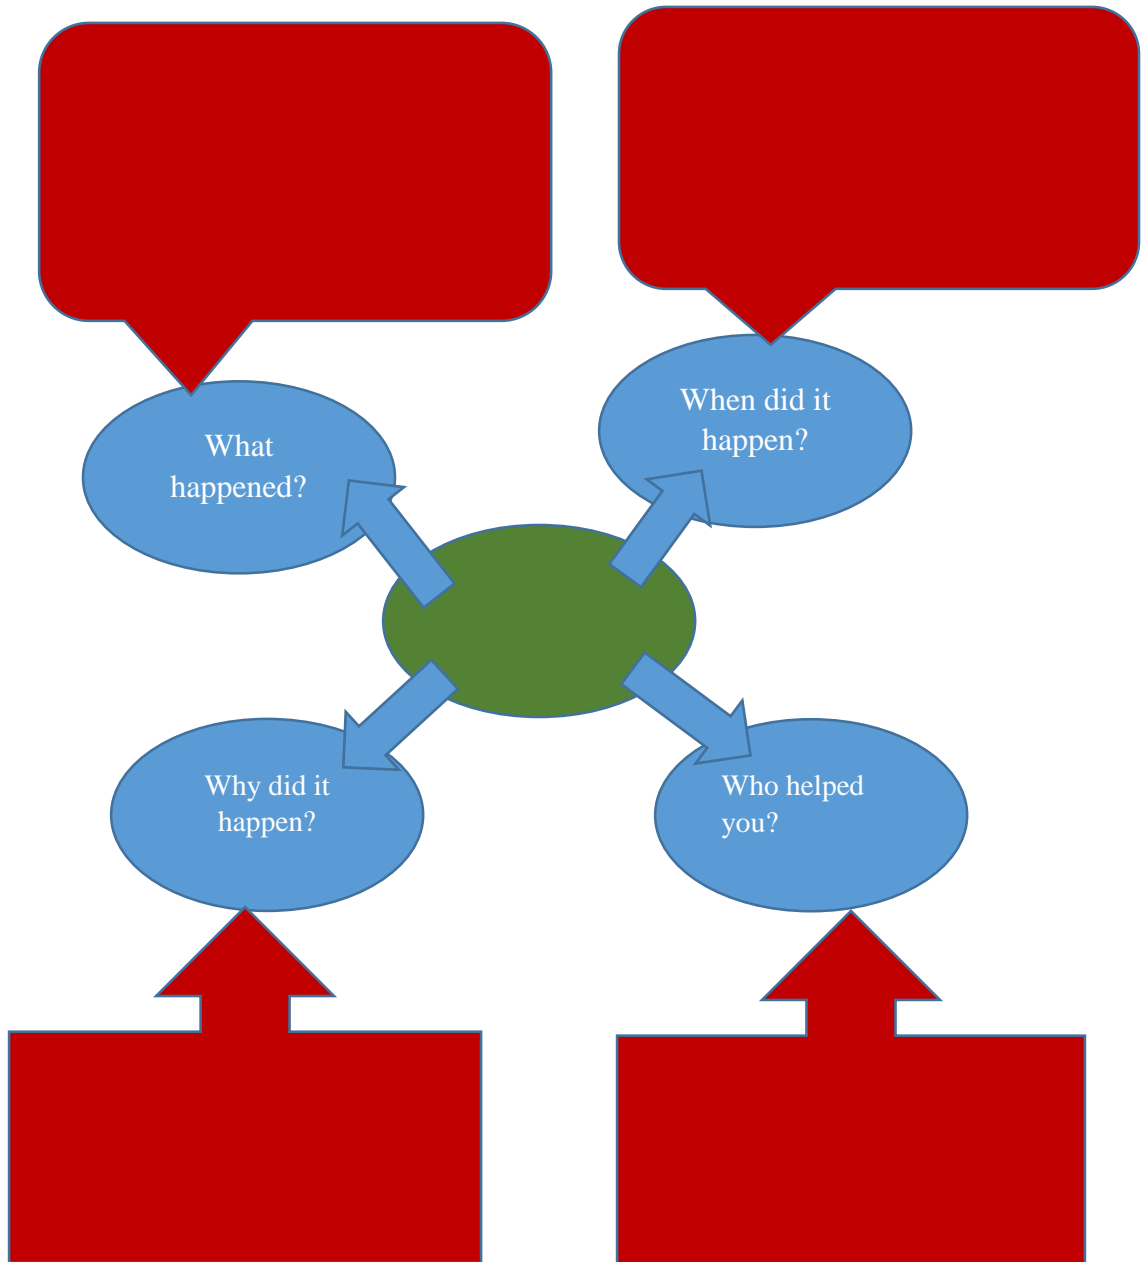 What
happened?
When did it
happen?
Why did it
happen?
Who helped
you?